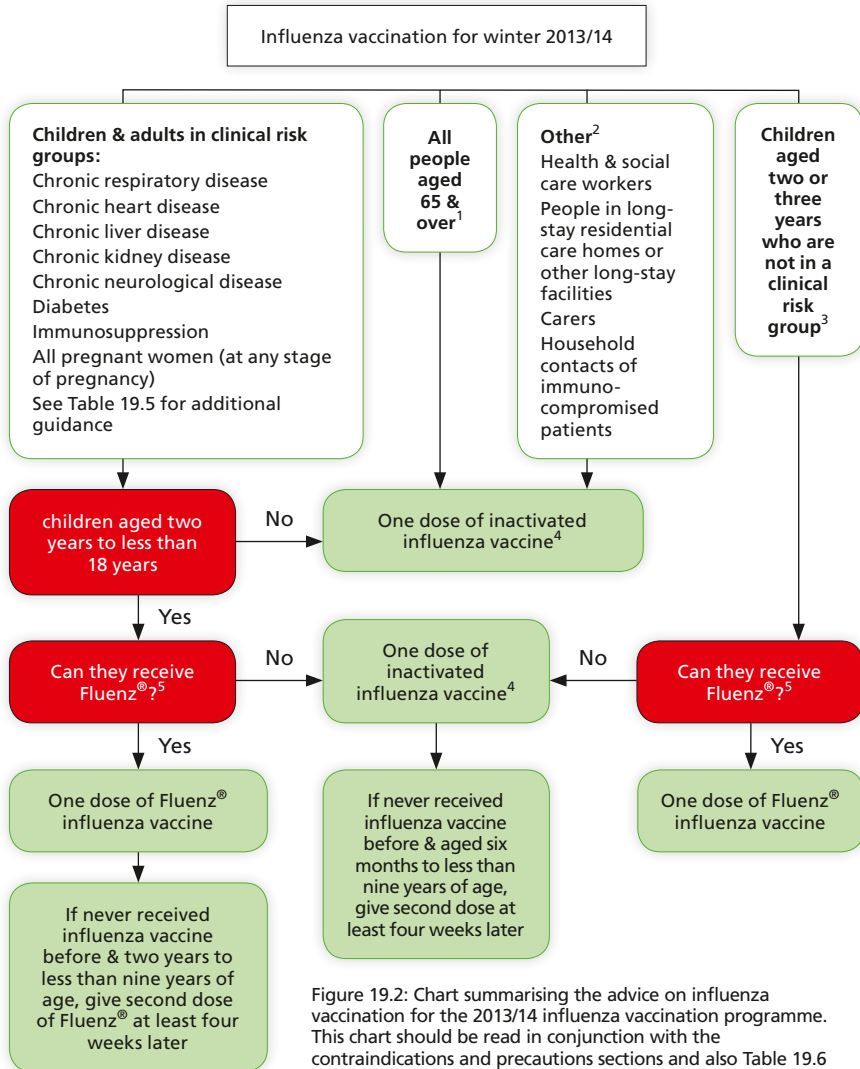 Influenza vaccination for winter 2013/14
Children & adults in clinical risk
groups:
Chronic respiratory disease
Chronic heart disease
Chronic liver disease
Chronic kidney disease
Chronic neurological disease
Diabetes
Immunosuppression
All pregnant women (at any stage
of pregnancy)
See Table 19.5 for additional
guidance
All
people
aged
65 &
over1
Other2
Health & social
care workers
People in long-
stay residential
care homes or
other long-stay
facilities
Carers
Household
contacts of
immuno-
compromised
patients
Children
aged
two or
three
years
who are
not in a
clinical
risk
group3
children aged two
years to less than
18 years
No
One dose of inactivated
influenza vaccine4
Yes
Can they receive
Fluenz®?5
No
One dose of
inactivated
influenza vaccine4
No
Can they receive
Fluenz®?5
Yes
Yes
One dose of Fluenz®
influenza vaccine
If never received
influenza vaccine
before & aged six
months to less than
nine years of age,
give second dose at
least four weeks later
One dose of Fluenz®
influenza vaccine
If never received
influenza vaccine
before & two years to
less than nine years of
age, give second dose
of Fluenz® at least four
weeks later
Figure 19.2: Chart summarising the advice on influenza
vaccination for the 2013/14 influenza vaccination programme.
This chart should be read in conjunction with the
contraindications and precautions sections and also Table 19.6